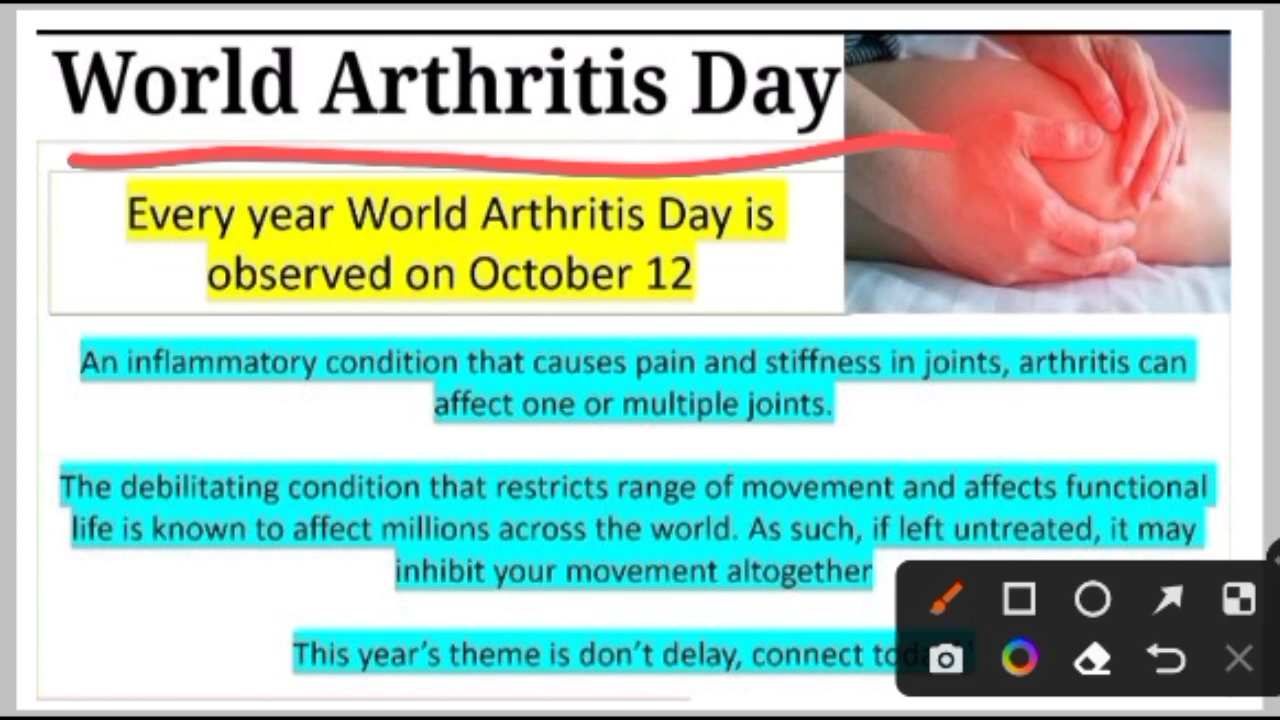 World Arthritis Day
Every year World Arthritis Day is
observed on October 12
An inflammatory condition that causes pain and stiffness in joints, arthritis can
affect one or multiple joints.
The debilitating condition that restricts range of movement and affects functional
life is known to affect millions across the world. As such, if left untreated, it may
inhibit your movement altogether
This year's theme is don't delay, connect